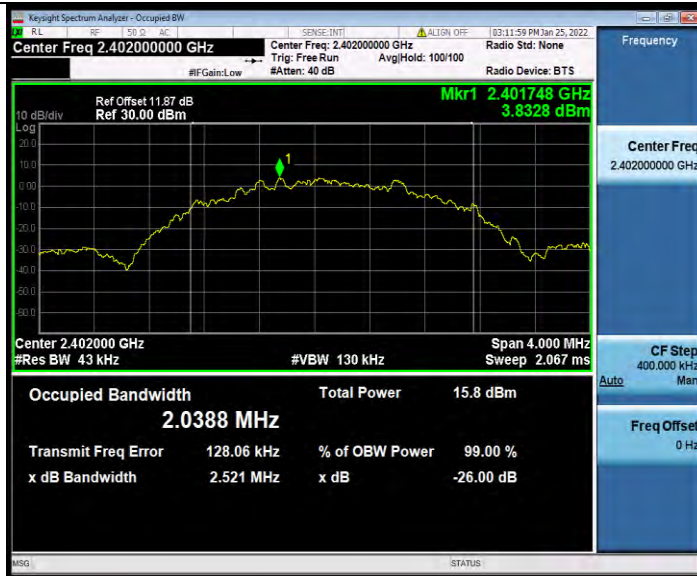 Keysight Spectrum Analyzer - Occupied BW
RL RF 50 Ω AC SENSE:INT ALIGN OFF 03:11:59 PM Jan 25, 2022
Center Freq 2.402000000 GHz Center Freq: 2.402000000 GHz Radio Std: None
Trig: Free Run Avg|Hold: 100/100
#IFGain:Low #Atten: 40 dB Radio Device: BTS
Frequency
Ref Offset 11.87 dB Mkr1 2.401748 GHz
10 dB/div Ref 30.00 dBm 3.8328 dBm
Log
20.0
10.0
0.00
-10.0
-20.0
-30.0
-40.0
-50.0
-60.0
1
Center Freq
2.402000000 GHz
Center 2.402000 GHz Span 4.000 MHz
#Res BW 43 kHz #VBW 130 kHz Sweep 2.067 ms
CF Step
400.000 kHz
Auto Man
Occupied Bandwidth Total Power 15.8 dBm
2.0388 MHz
Transmit Freq Error 128.06 kHz % of OBW Power 99.00 %
x dB Bandwidth 2.521 MHz x dB -26.00 dB
Freq Offset
0 Hz
MSG STATUS